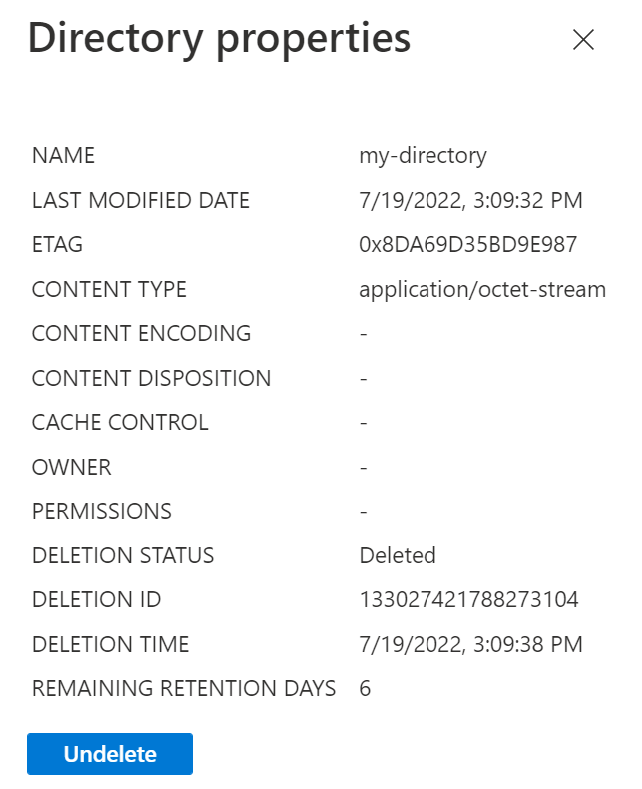 Directory properties
NAME my-directory
LAST MODIFIED DATE 7/19/2022, 3:09:32 PM
ETAG 0x8DA69D35BD9E987
CONTENT TYPE application/octet-stream
CONTENT ENCODING -
CONTENT DISPOSITION -
CACHE CONTROL -
OWNER -
PERMISSIONS -
DELETION STATUS Deleted
DELETION ID 133027421788273104
DELETION TIME 7/19/2022, 3:09:38 PM
REMAINING RETENTION DAYS 6
Undelete